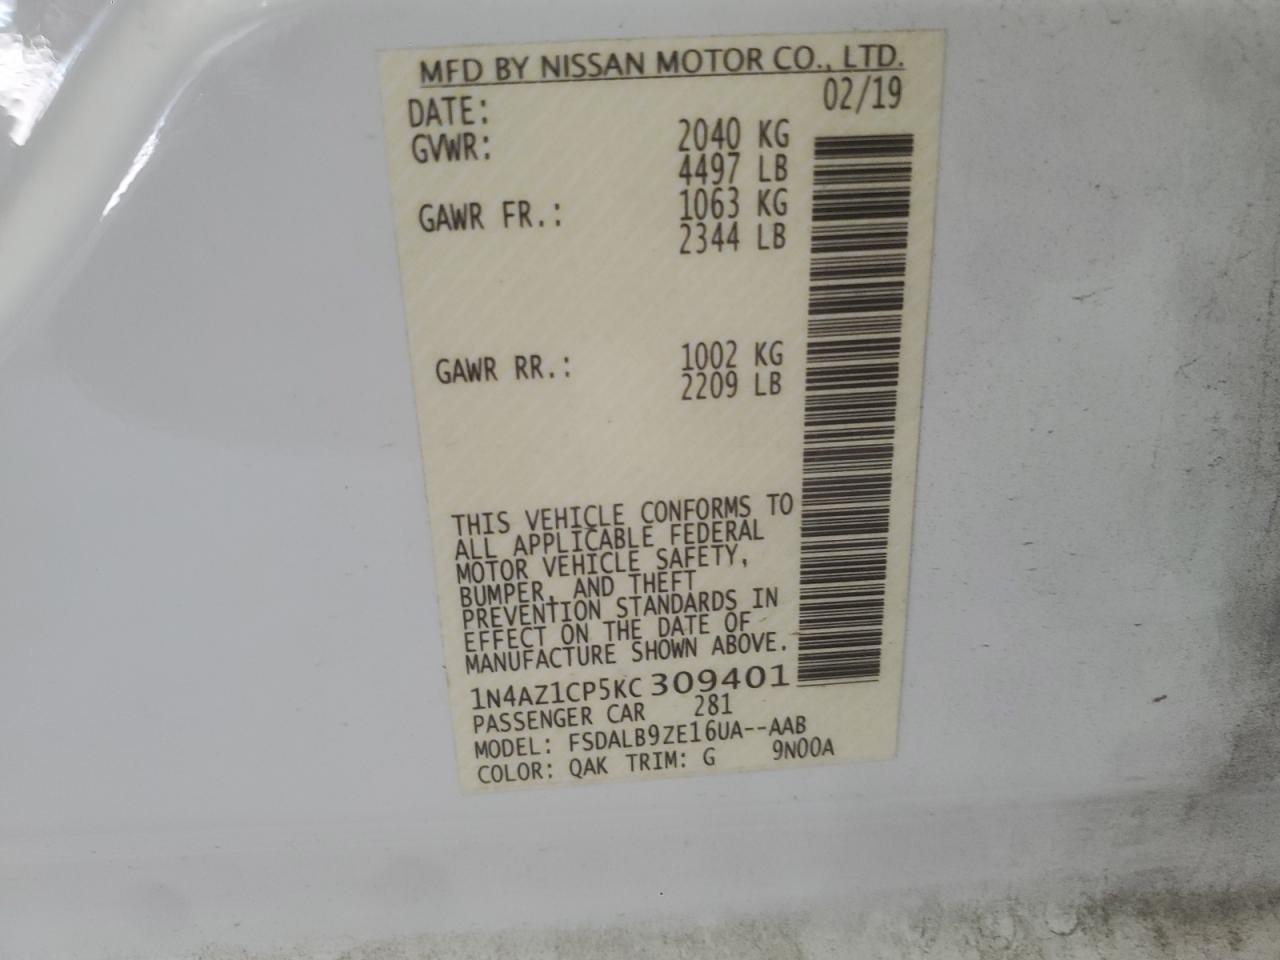 MFD BY NISSAN MOTOR CO., LTD.
DATE: 02/19
GVWR: 2040 KG
4497 LB
GAWR FR.: 1063 KG
2344 LB
GAWR RR.: 1002 KG
2209 LB
THIS VEHICLE CONFORMS TO
ALL APPLICABLE FEDERAL
MOTOR VEHICLE SAFETY,
BUMPER, AND THEFT
PREVENTION STANDARDS IN
EFFECT ON THE DATE OF
MANUFACTURE SHOWN ABOVE.
1N4AZ1CP5KC 309401
PASSENGER CAR 281
MODEL: FSDALB9ZE16UA--AAB
COLOR: QAK TRIM: G 9N00A